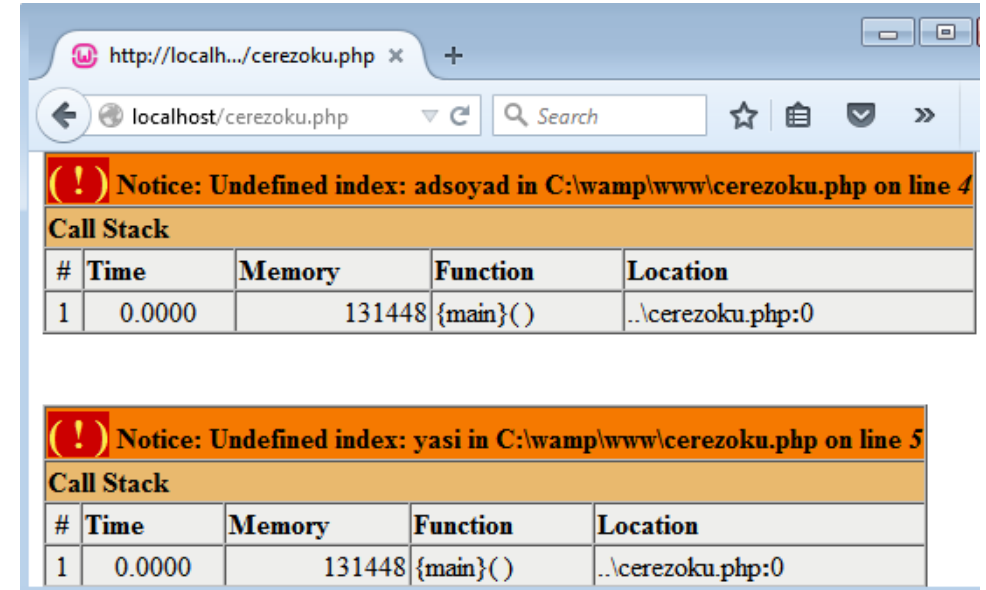 http://localh.../cerezoku.php × +
localhost/cerezoku.php Search »
( ! ) Notice: Undefined index: adsoyad in C:\wamp\www\cerezoku.php on line 4
Call Stack
# Time Memory Function Location
1 0.0000 131448 {main}( ) ..\cerezoku.php:0
( ! ) Notice: Undefined index: yasi in C:\wamp\www\cerezoku.php on line 5
Call Stack
# Time Memory Function Location
1 0.0000 131448 {main}( ) ..\cerezoku.php:0